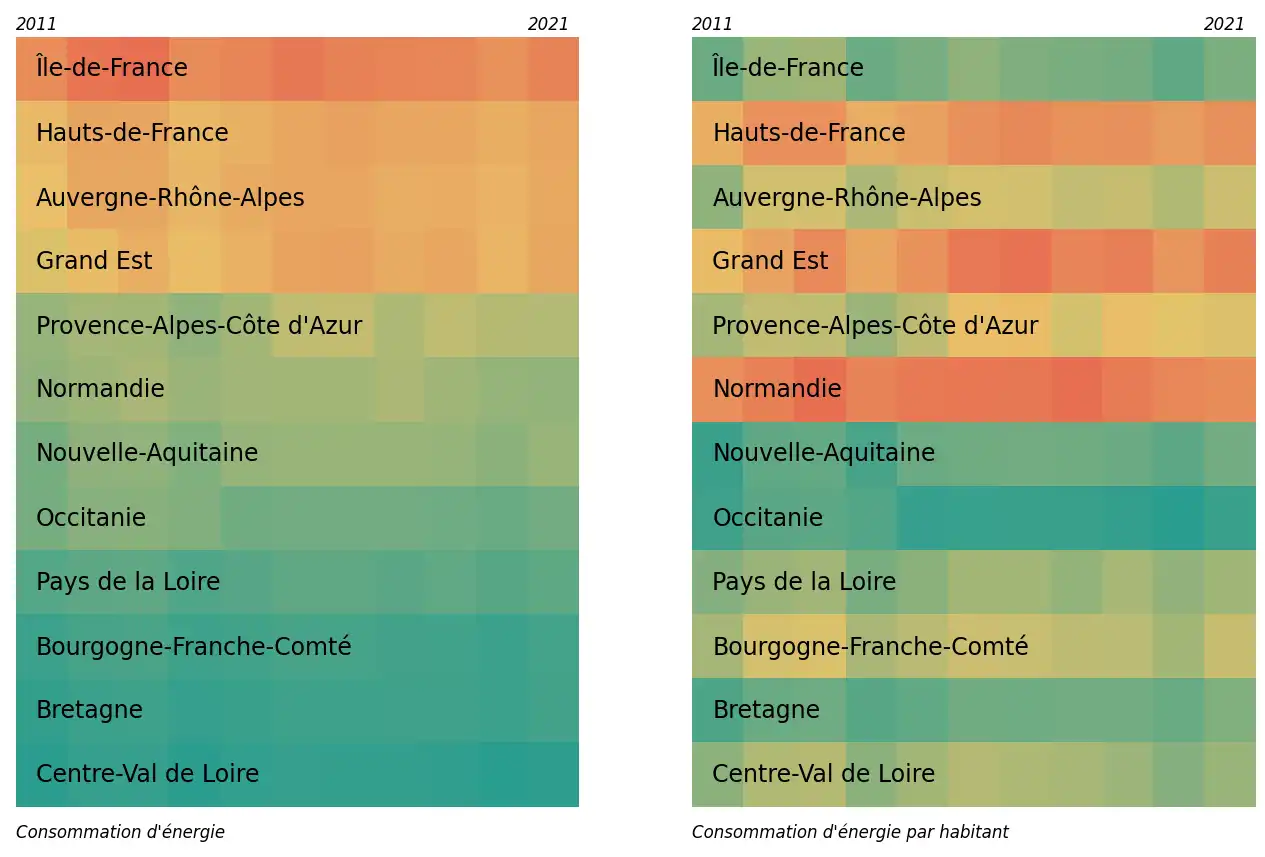 2011 2021
Île-de-France
Hauts-de-France
Auvergne-Rhône-Alpes
Grand Est
Provence-Alpes-Côte d'Azur
Normandie
Nouvelle-Aquitaine
Occitanie
Pays de la Loire
Bourgogne-Franche-Comté
Bretagne
Centre-Val de Loire
Consommation d'énergie
2011 2021
Île-de-France
Hauts-de-France
Auvergne-Rhône-Alpes
Grand Est
Provence-Alpes-Côte d'Azur
Normandie
Nouvelle-Aquitaine
Occitanie
Pays de la Loire
Bourgogne-Franche-Comté
Bretagne
Centre-Val de Loire
Consommation d'énergie par habitant